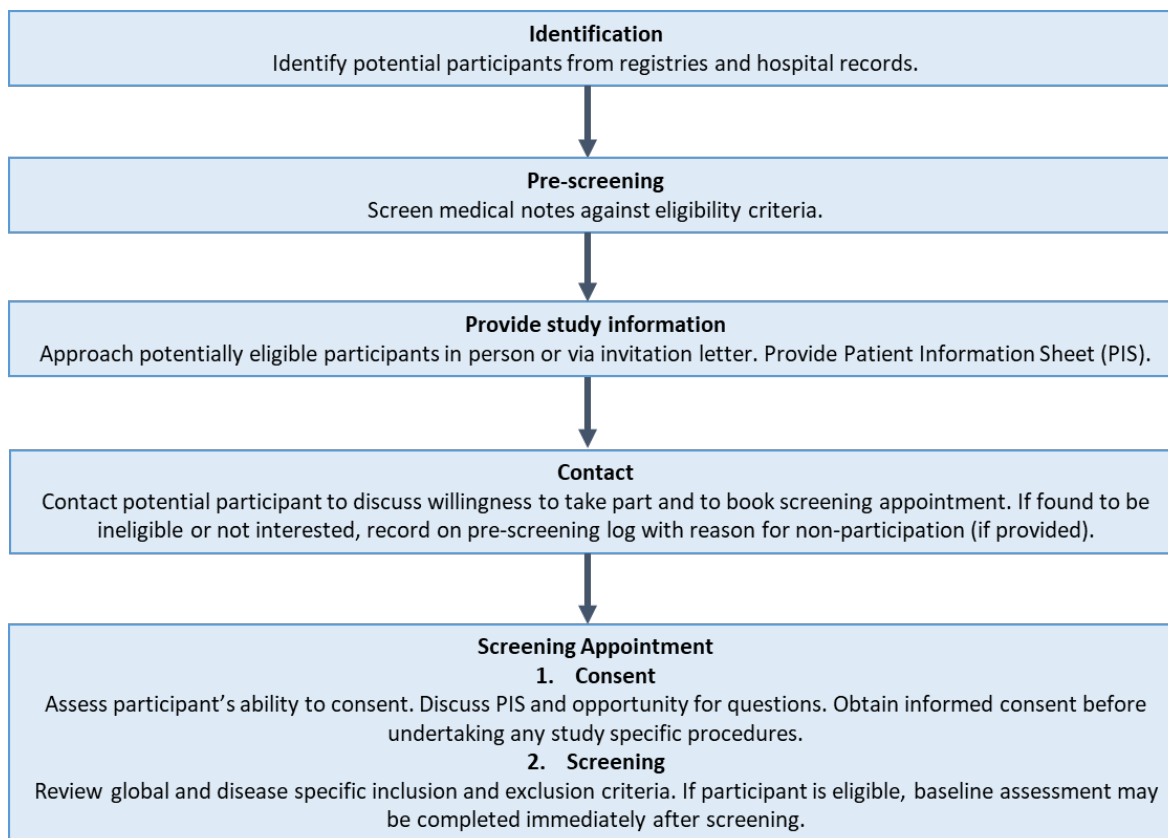 Identification
Identify potential participants from registries and hospital records.
Pre-screening
Screen medical notes against eligibility criteria.
Provide study information
Approach potentially eligible participants in person or via invitation letter. Provide Patient Information Sheet (PIS).
Contact
Contact potential participant to discuss willingness to take part and to book screening appointment. If found to be
ineligible or not interested, record on pre-screening log with reason for non-participation (if provided).
Screening Appointment
1. Consent
Assess participant’s ability to consent. Discuss PIS and opportunity for questions. Obtain informed consent before
undertaking any study specific procedures.
2. Screening
Review global and disease specific inclusion and exclusion criteria. If participant is eligible, baseline assessment may
be completed immediately after screening.